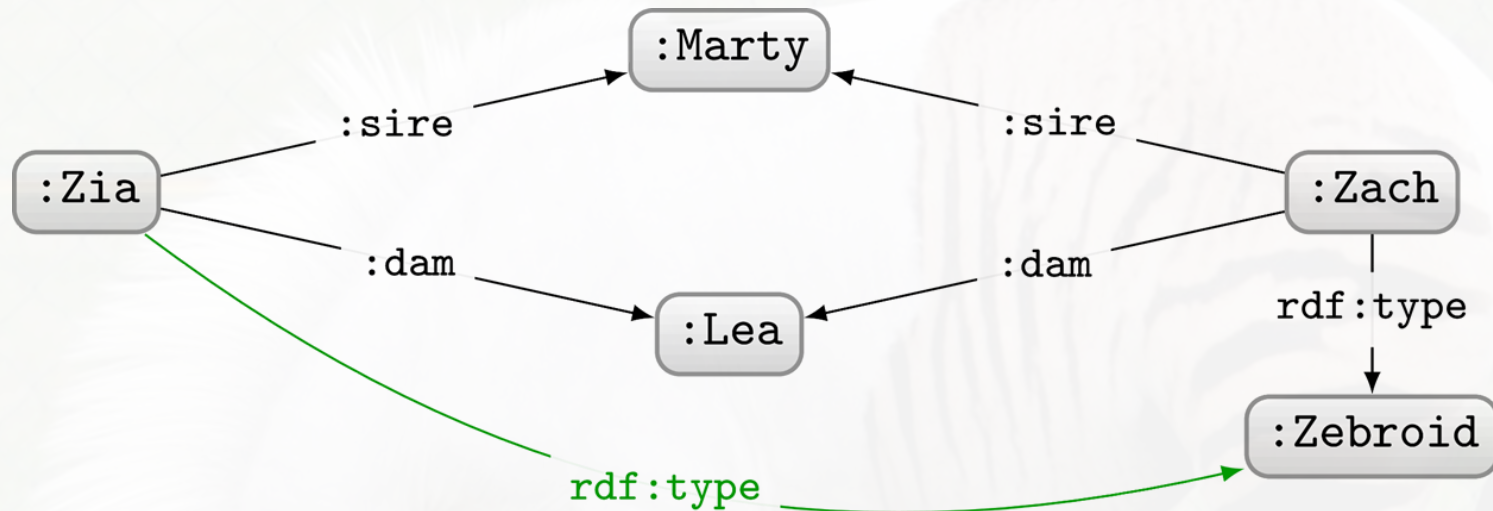 :Marty
:sire
:sire
:Zia
:Zach
:dam
:dam
rdf:type
:Lea
:Zebroid
rdf:type